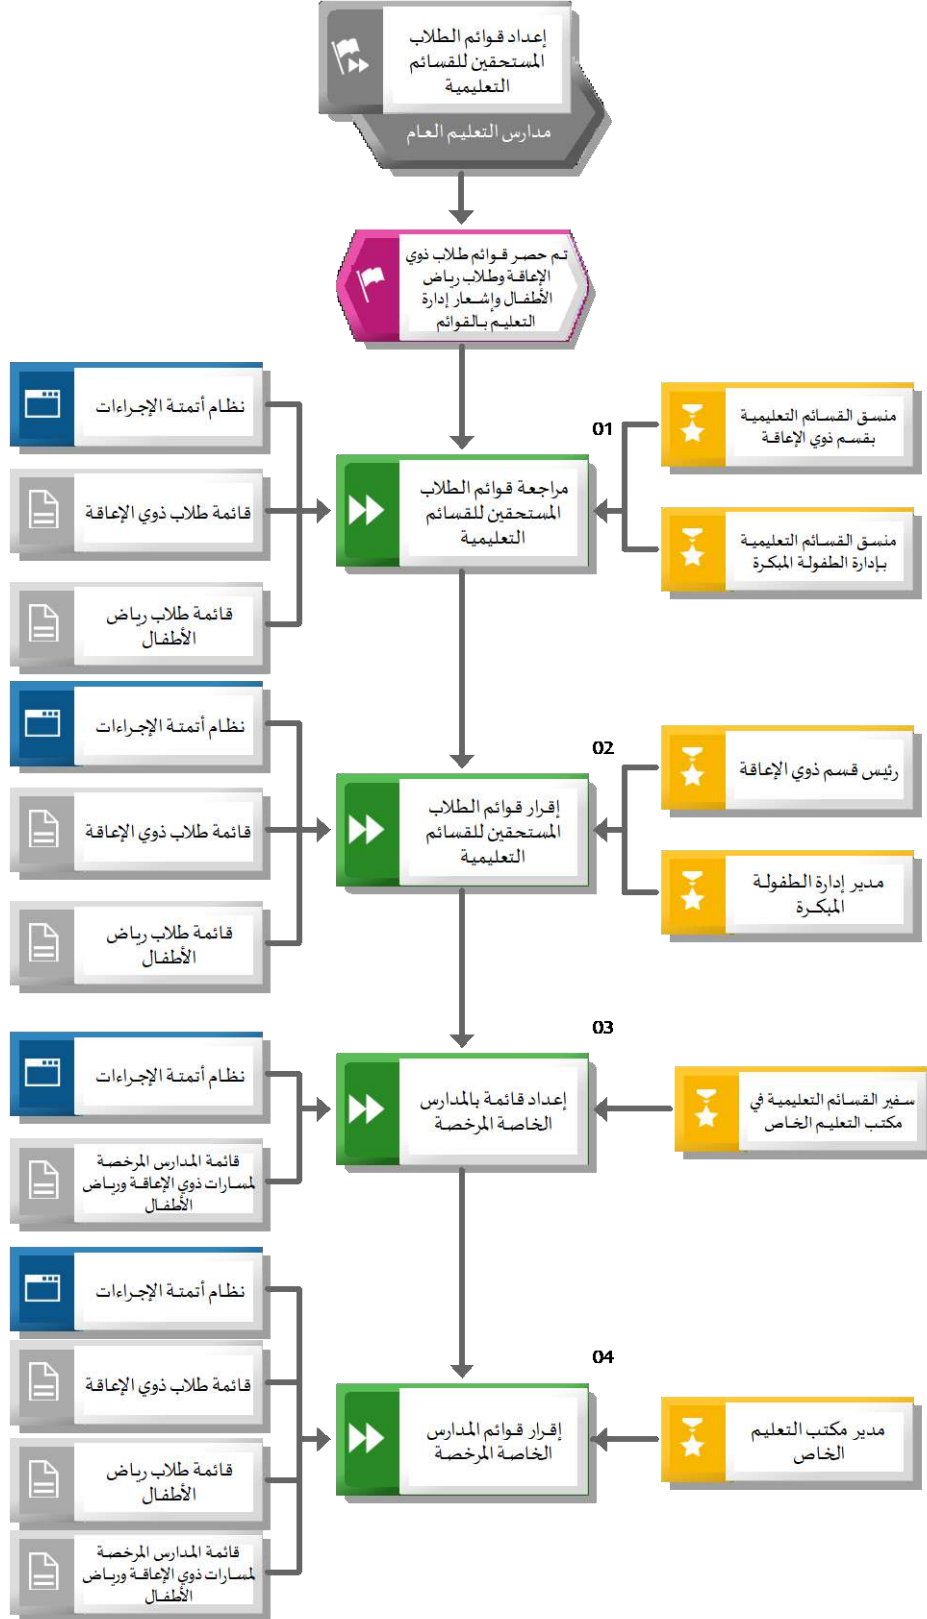 إعداد قوائم الطلاب
المستحقين للقسائم
التعليمية
مدارس التعليم العام
تم حصر قوائم طلاب ذوي
الإعاقة وطلاب رياض
الأطفال وإشعار إدارة
التعليم بالقوائم
01
منسق القسائم التعليمية
بقسم ذوي الإعاقة
منسق القسائم التعليمية
بإدارة الطفولة المبكرة
مراجعة قوائم الطلاب
المستحقين للقسائم
التعليمية
نظام أتمتة الإجراءات
قائمة طلاب ذوي الإعاقة
قائمة طلاب رياض
الأطفال
02
رئيس قسم ذوي الإعاقة
مدير إدارة الطفولة
المبكرة
إقرار قوائم الطلاب
المستحقين للقسائم
التعليمية
نظام أتمتة الإجراءات
قائمة طلاب ذوي الإعاقة
قائمة طلاب رياض
الأطفال
03
سفير القسائم التعليمية في
مكتب التعليم الخاص
إعداد قائمة بالمدارس
الخاصة المرخصة
نظام أتمتة الإجراءات
قائمة المدارس المرخصة
لمسارات ذوي الإعاقة ورياض
الأطفال
04
مدير مكتب التعليم
الخاص
إقرار قوائم المدارس
الخاصة المرخصة
نظام أتمتة الإجراءات
قائمة طلاب ذوي الإعاقة
قائمة طلاب رياض
الأطفال
قائمة المدارس المرخصة
لمسارات ذوي الإعاقة ورياض
الأطفال